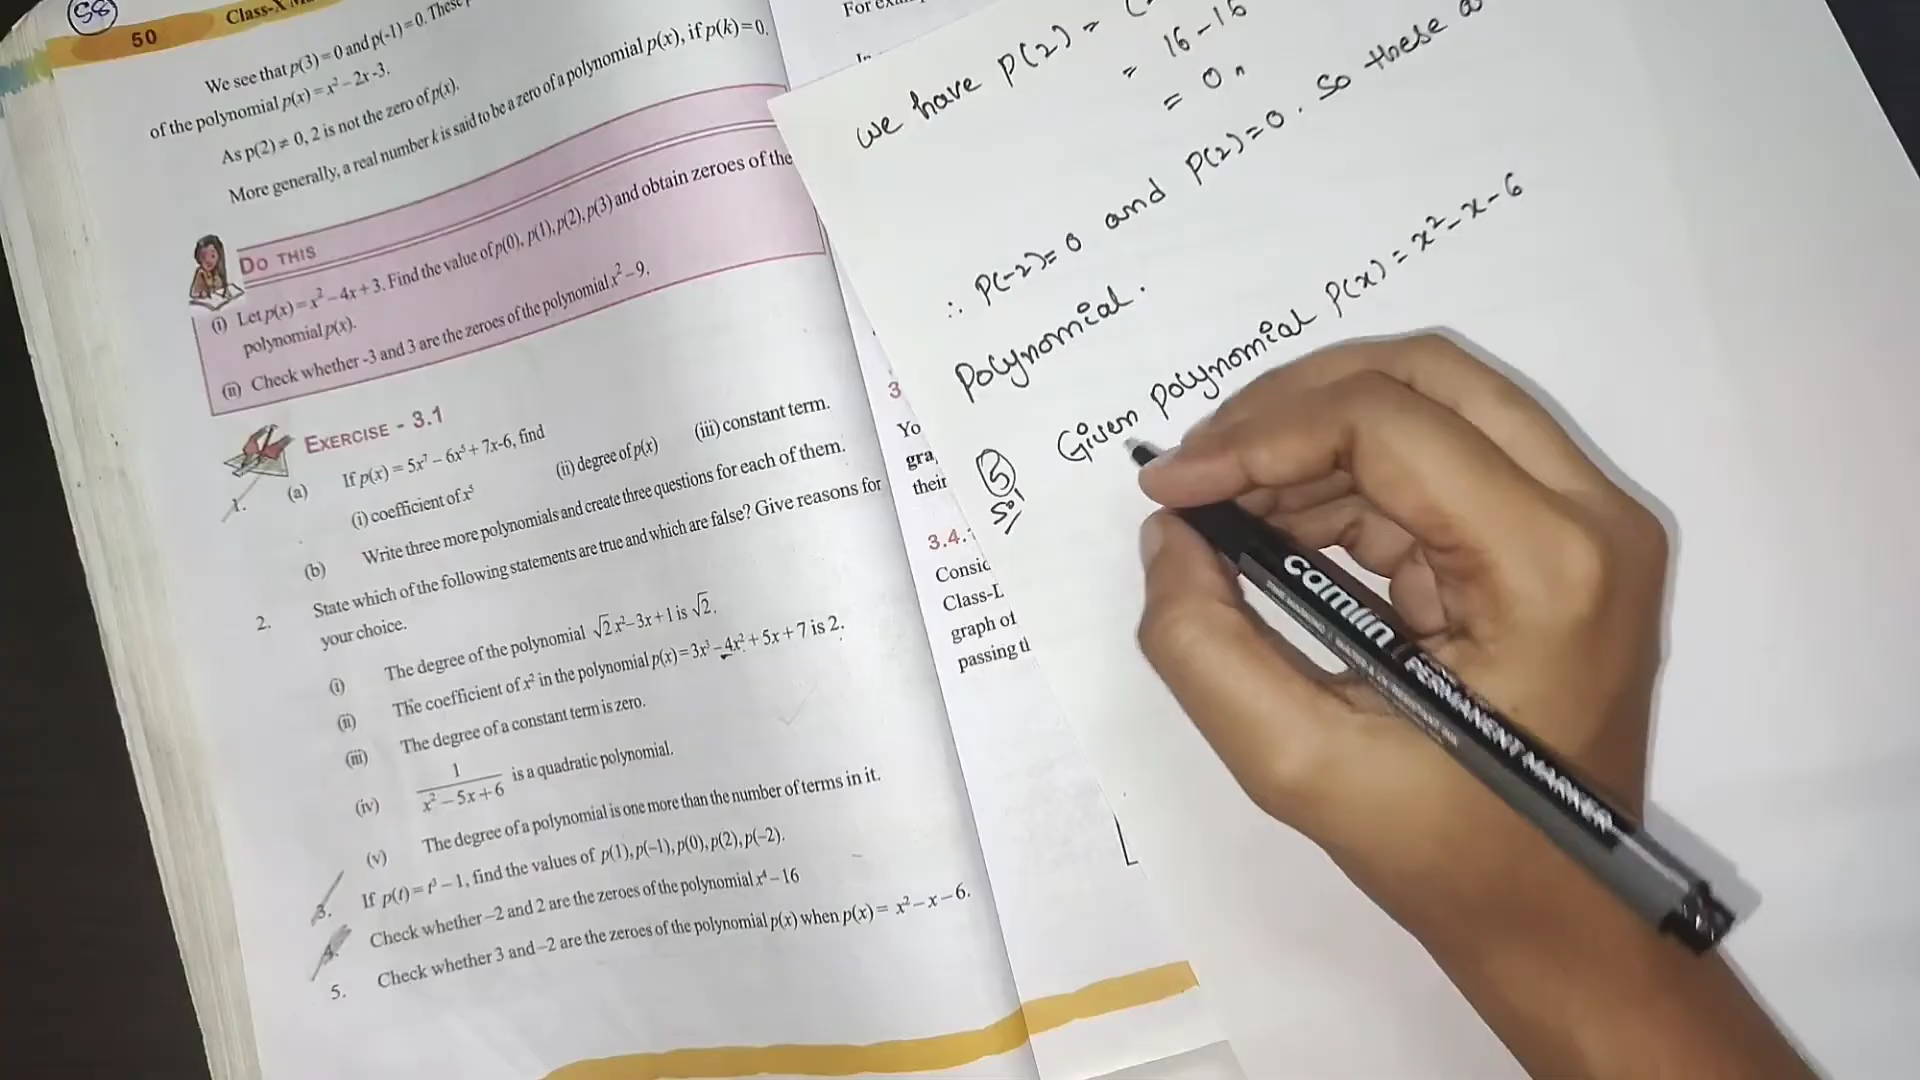 58
50
Class-X
We see that p(3) = 0 and p(-1) = 0. These
of the polynomial p(x) = x² – 2x -3.
As p(2) ≠ 0, 2 is not the zero of p(x).
More generally, a real number k is said to be a zero of a polynomial p(x), if p(k) = 0.
DO THIS
(i) Let p(x) = x² – 4x + 3. Find the value of p(0), p(1), p(2), p(3) and obtain zeroes of the
polynomial p(x).
(ii) Check whether -3 and 3 are the zeroes of the polynomial x² – 9.
EXERCISE - 3.1
1. (a) If p(x) = 5x⁷ – 6x⁵ + 7x-6, find
(i) coefficient of x⁵ (ii) degree of p(x) (iii) constant term.
(b) Write three more polynomials and create three questions for each of them.
2. State which of the following statements are true and which are false? Give reasons for
your choice.
(i) The degree of the polynomial √2 x² – 3x + 1 is √2.
(ii) The coefficient of x² in the polynomial p(x) = 3x³ – 4x² + 5x + 7 is 2.
(iii) The degree of a constant term is zero.
(iv) 1/(x² – 5x + 6) is a quadratic polynomial.
(v) The degree of a polynomial is one more than the number of terms in it.
3. If p(t) = t³ – 1, find the values of p(1), p(–1), p(0), p(2), p(–2).
4. Check whether –2 and 2 are the zeroes of the polynomial x⁴ – 16
5. Check whether 3 and –2 are the zeroes of the polynomial p(x) when p(x) = x² – x – 6.
3
Yo
gra
their
3.4.
Consid
Class-I
graph of
passing th
we have P(2) =
= 16 - 16
= 0
∴ P(-2) = 0 and P(2) = 0. So these
Polynomial.
5 Given Polynomial P(x) = x² - x - 6
Sol
camlin PERMANENT MARKER